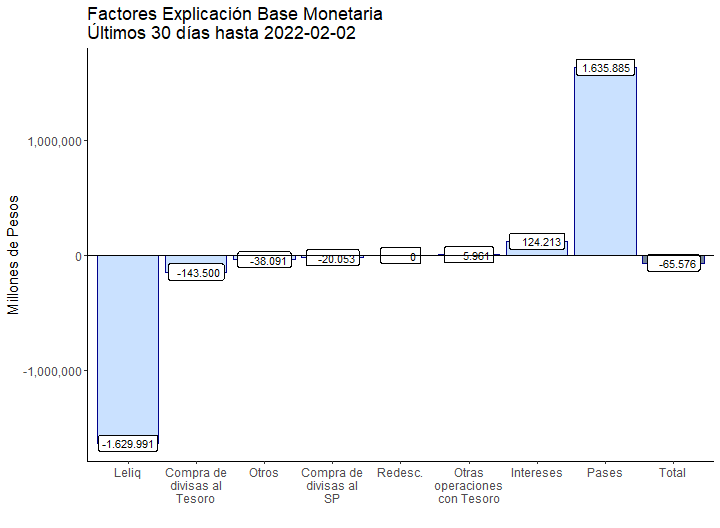 Factores Explicación Base Monetaria
Últimos 30 días hasta 2022-02-02
Millones de Pesos
1,000,000
0
-1,000,000
-1.629.991
-143.500
-38.091
-20.053
0
5.961
124.213
1.635.885
-65.576
Leliq
Compra de
divisas al
Tesoro
Otros
Compra de
divisas al
SP
Redesc.
Otras
operaciones
con Tesoro
Intereses
Pases
Total